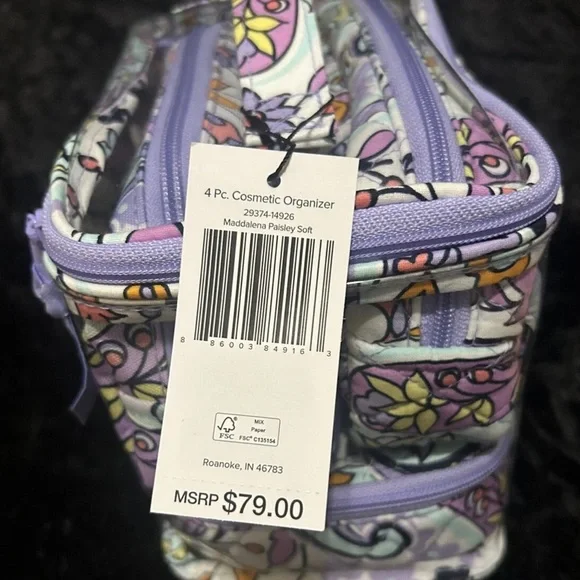 4 Pc. Cosmetic Organizer
29374-14926
Maddalena Paisley Soft
8 86003 84916 3
FSC
MIX
Paper
FSC® C135154
Roanoke, IN 46783
MSRP $79.00